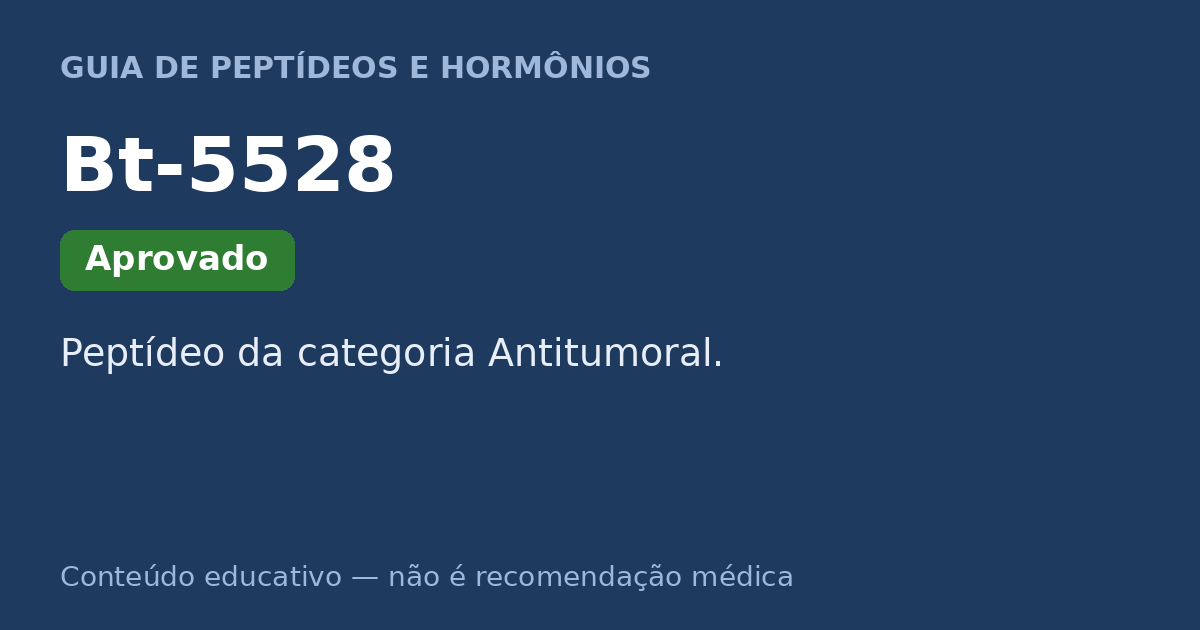 GUIA DE PEPTÍDEOS E HORMÔNIOS
Bt-5528
Aprovado
Peptídeo da categoria Antitumoral.
Conteúdo educativo — não é recomendação médica